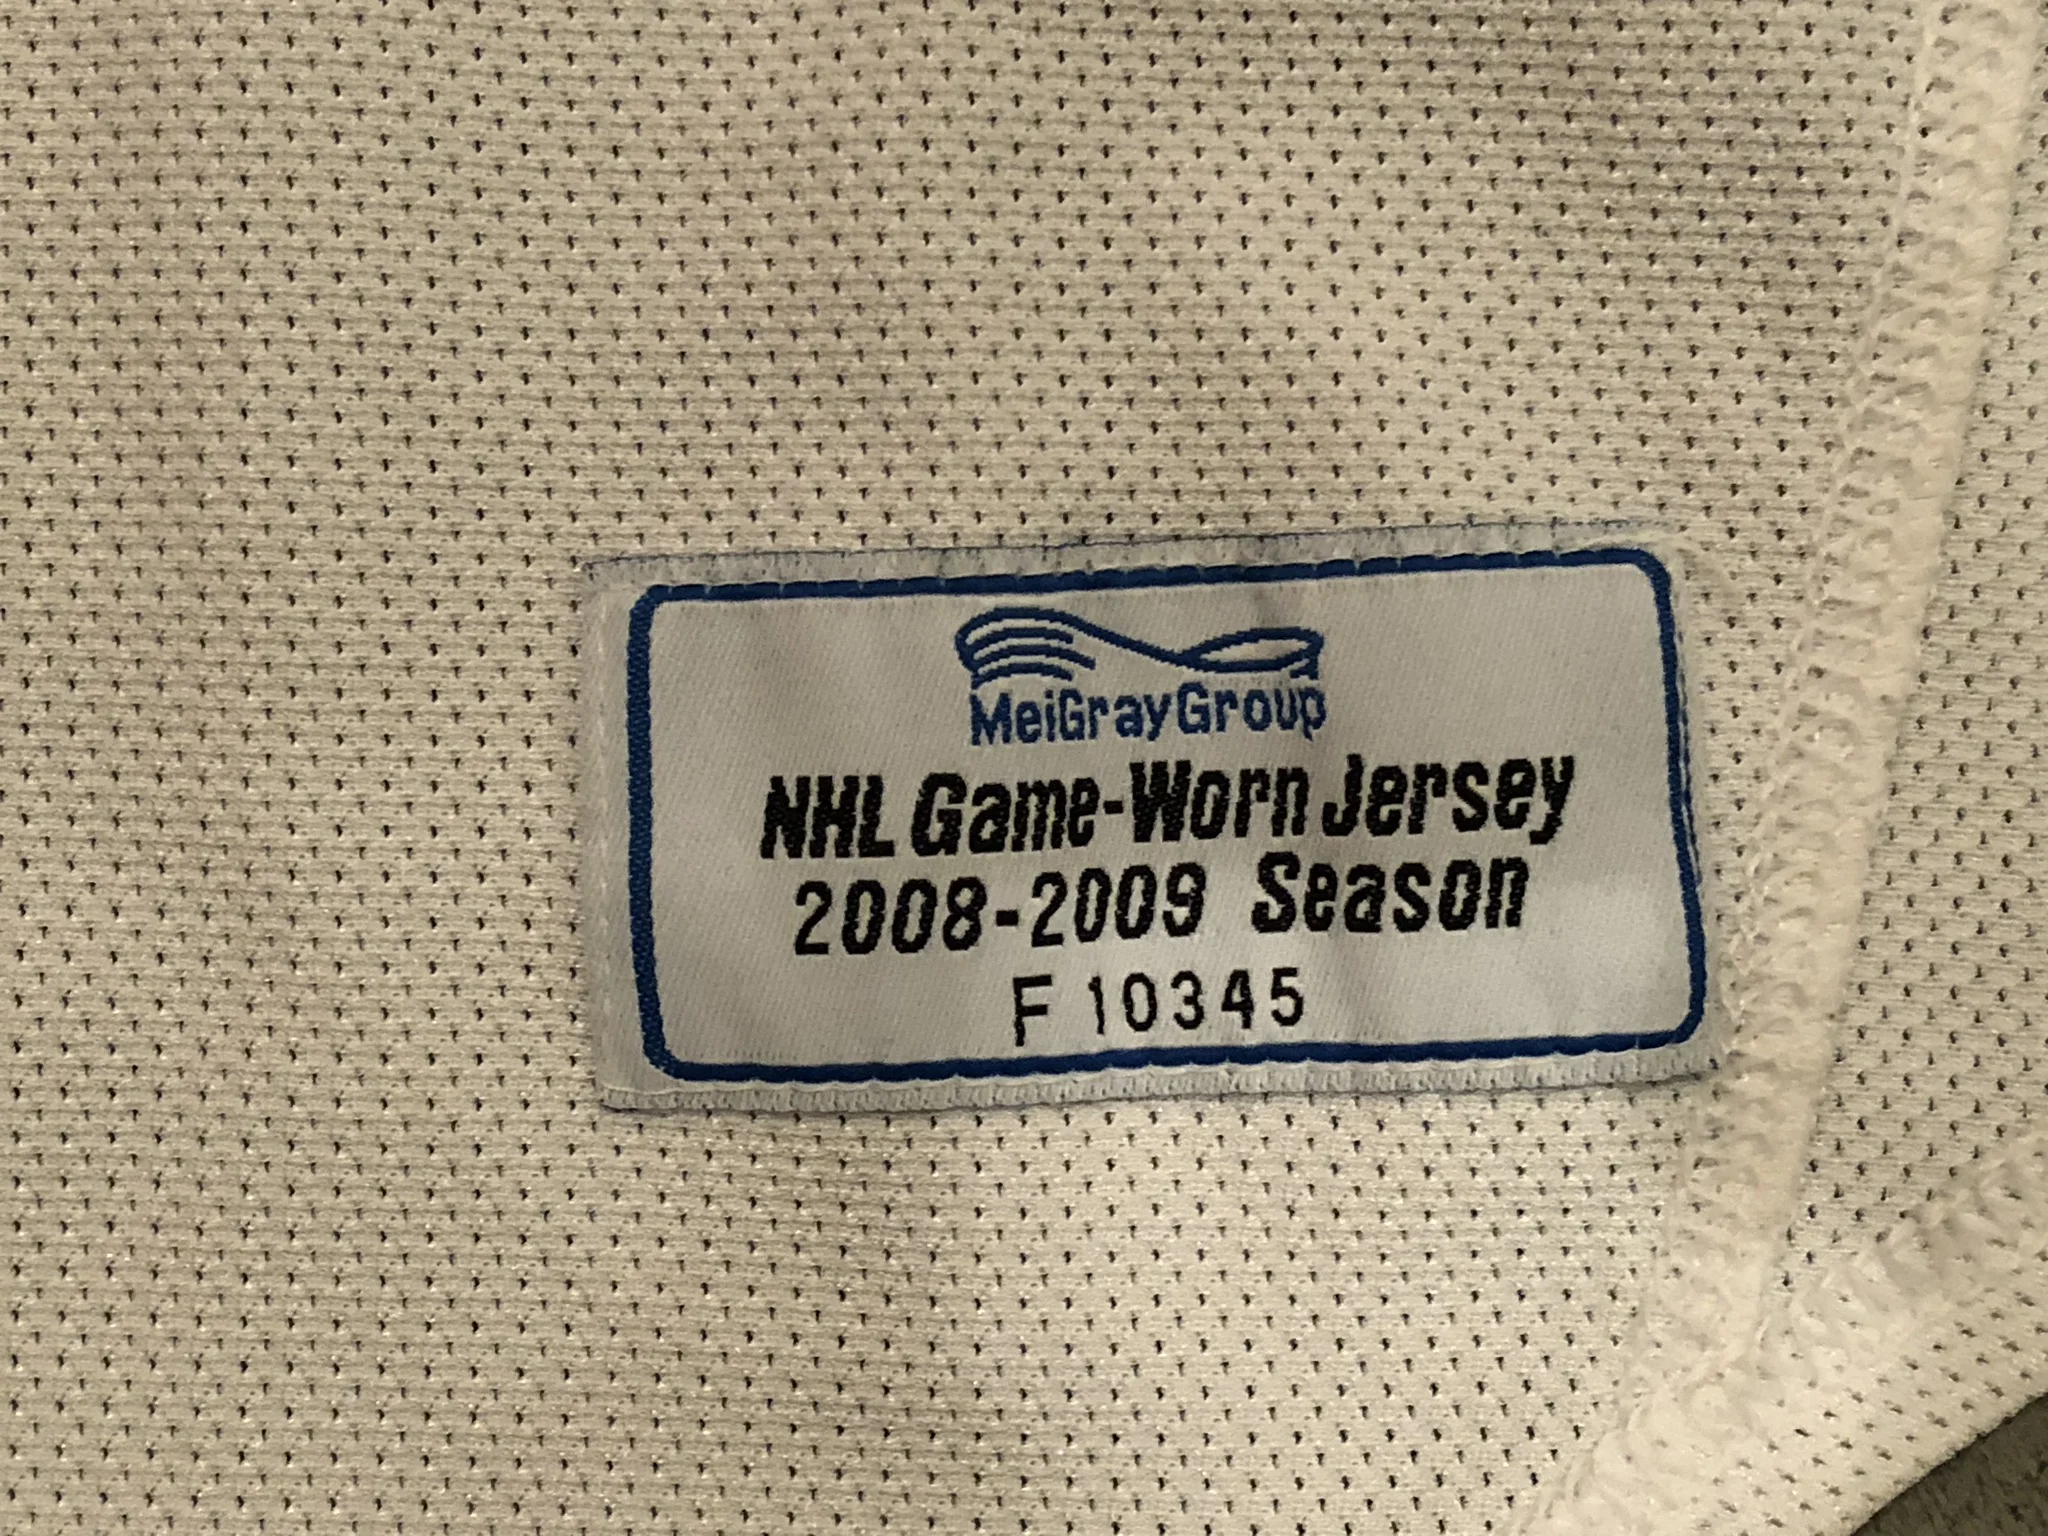 MeiGrayGroup
NHL Game-Worn Jersey
2008-2009 Season
F 10345